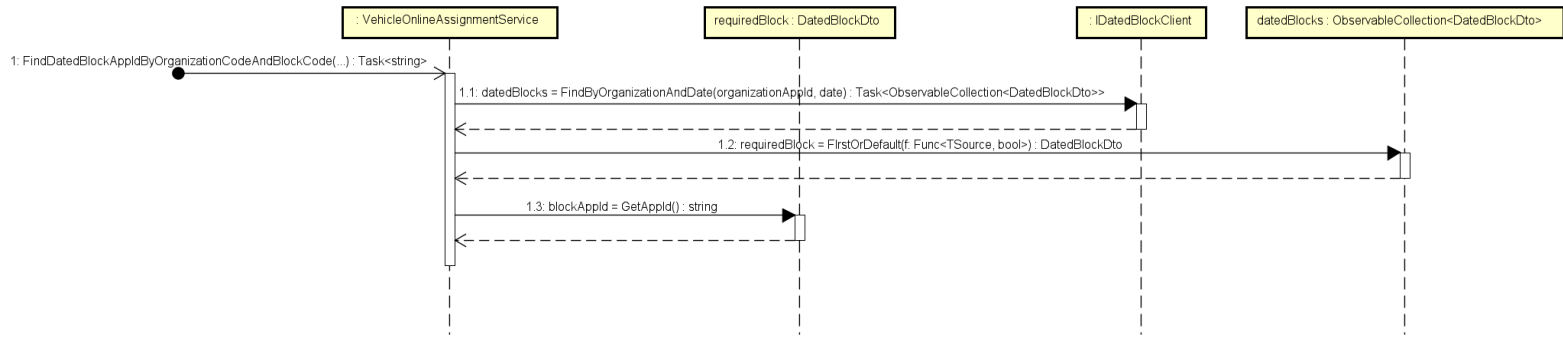 : VehicleOnlineAssignmentService
requiredBlock : DatedBlockDto
: IDatedBlockClient
datedBlocks : ObservableCollection<DatedBlockDto>
1: FindDatedBlockAppIdByOrganizationCodeAndBlockCode(...) : Task<string>
1.1: datedBlocks = FindByOrganizationAndDate(organizationAppId, date) : Task<ObservableCollection<DatedBlockDto>>
1.2: requiredBlock = FIrstOrDefault(f: Func<TSource, bool>) : DatedBlockDto
1.3: blockAppId = GetAppId() : string